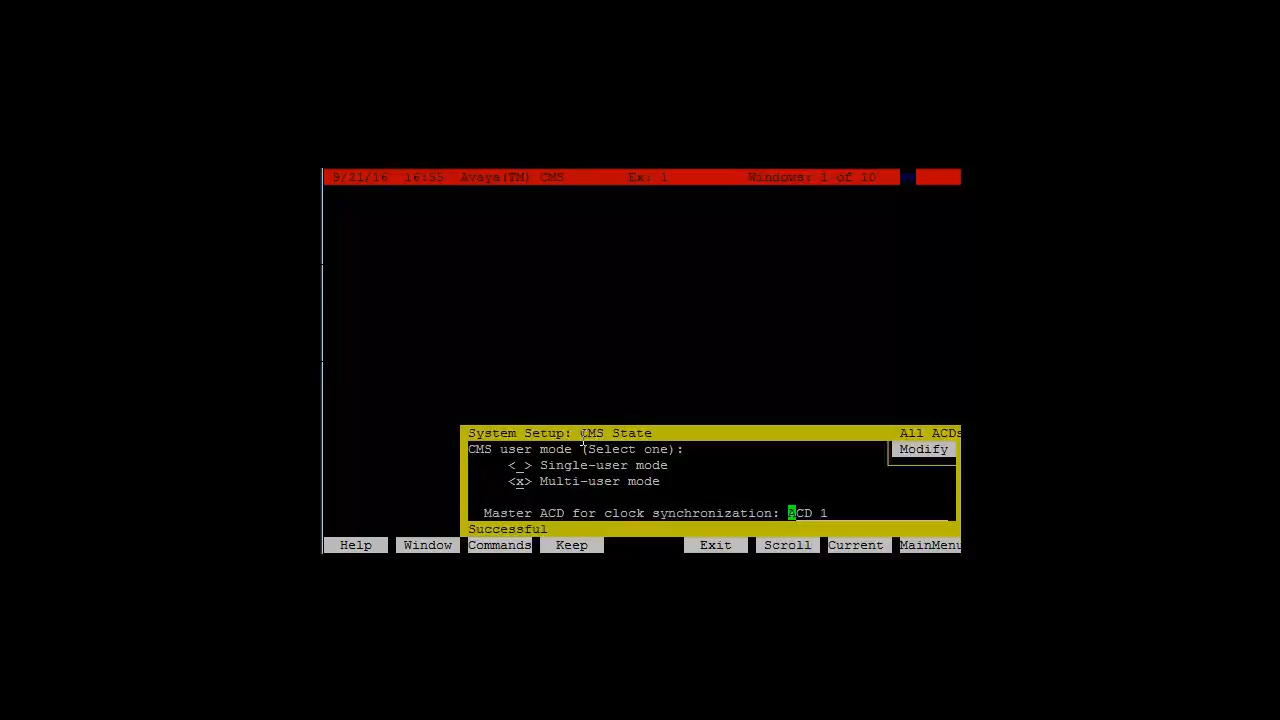 9/21/16 16:55 Avaya(TM) CMS Ex: 1 Windows: 1 of 10
System Setup: CMS State All ACDs
CMS user mode (Select one): Modify
<_> Single-user mode
<x> Multi-user mode
Master ACD for clock synchronization: ACD 1
Successful
Help Window Commands Keep Exit Scroll Current MainMenu